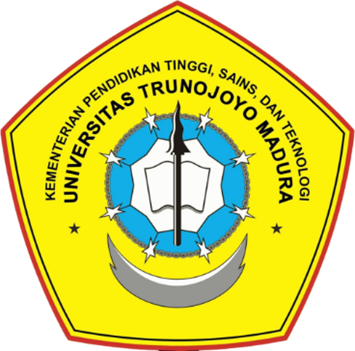 KEMENTERIAN PENDIDIKAN TINGGI, SAINS, DAN TEKNOLOGI
UNIVERSITAS TRUNOJOYO MADURA